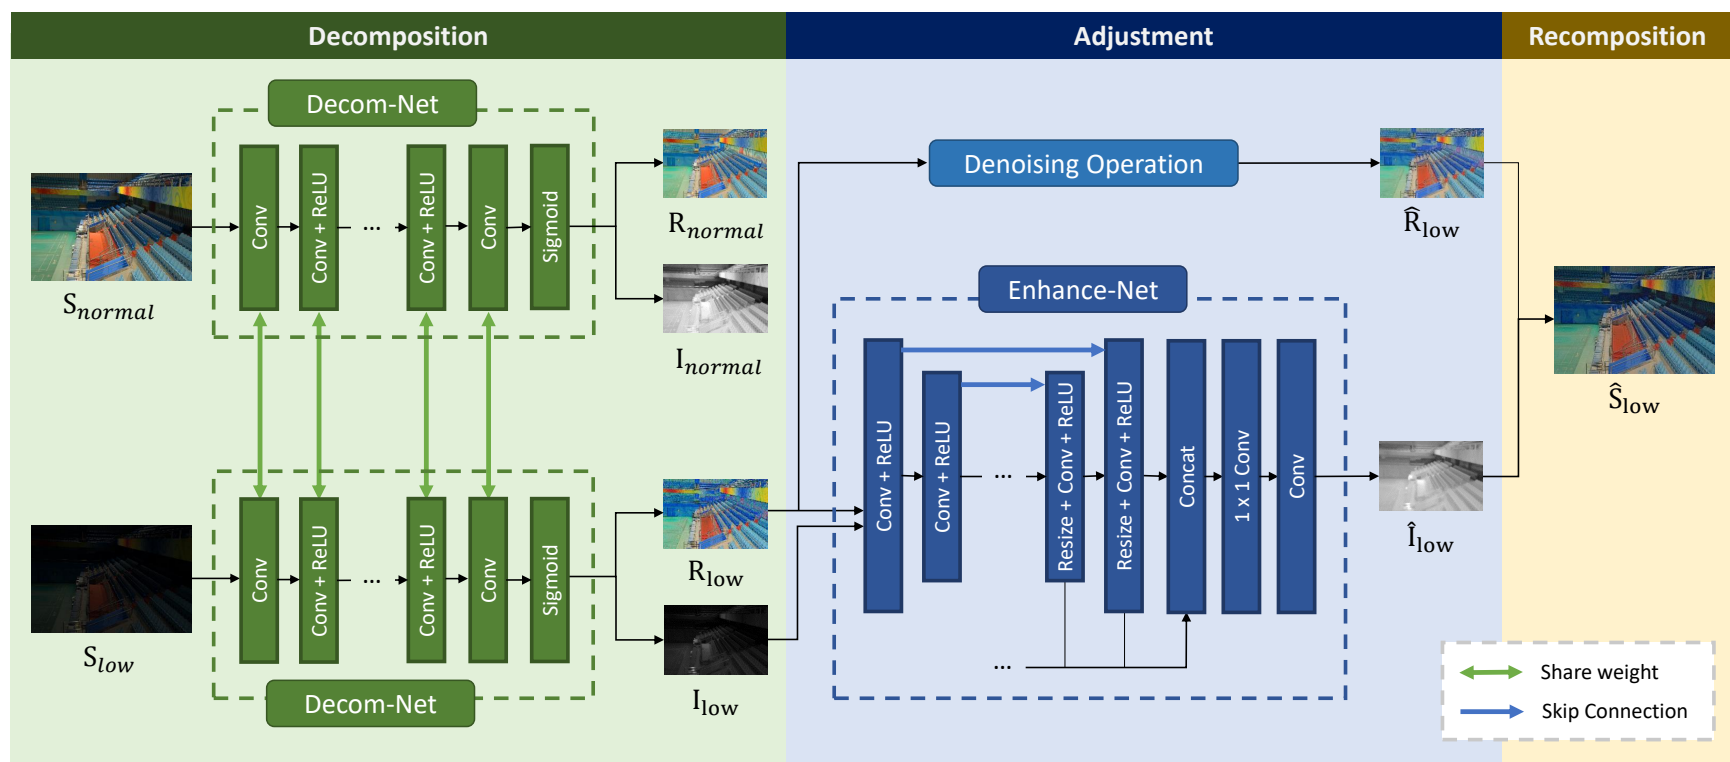 Decomposition
Adjustment
Recomposition
Decom-Net
Conv
Conv + ReLU
...
Conv + ReLU
Conv
Sigmoid
S_normal
R_normal
I_normal
Denoising Operation
R̂_low
Enhance-Net
Conv + ReLU
Conv + ReLU
...
Resize + Conv + ReLU
Resize + Conv + ReLU
Concat
1 x 1 Conv
Conv
...
Î_low
Ŝ_low
Conv
Conv + ReLU
...
Conv + ReLU
Conv
Sigmoid
S_low
R_low
I_low
Decom-Net
Share weight
Skip Connection